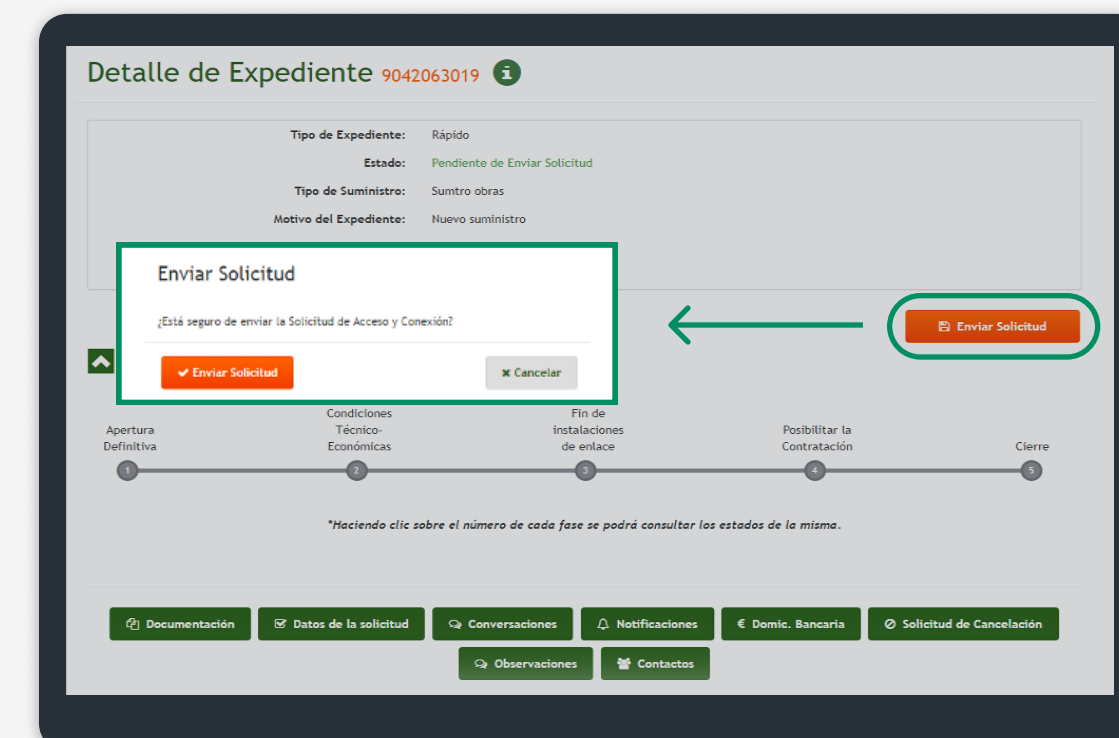 Detalle de Expediente 9042063019 i
Tipo de Expediente: Rápido
Estado: Pendiente de Enviar Solicitud
Tipo de Suministro: Sumtro obras
Motivo del Expediente: Nuevo suministro
Enviar Solicitud
¿Está seguro de enviar la Solicitud de Acceso y Conexión?
Enviar Solicitud
Cancelar
Enviar Solicitud
Apertura
Definitiva
1
Condiciones
Técnico-
Económicas
2
Fin de
instalaciones
de enlace
3
Posibilitar la
Contratación
4
Cierre
5
*Haciendo clic sobre el número de cada fase se podrá consultar los estados de la misma.
Documentación
Datos de la solicitud
Conversaciones
Notificaciones
€ Domic. Bancaria
Solicitud de Cancelación
Observaciones
Contactos